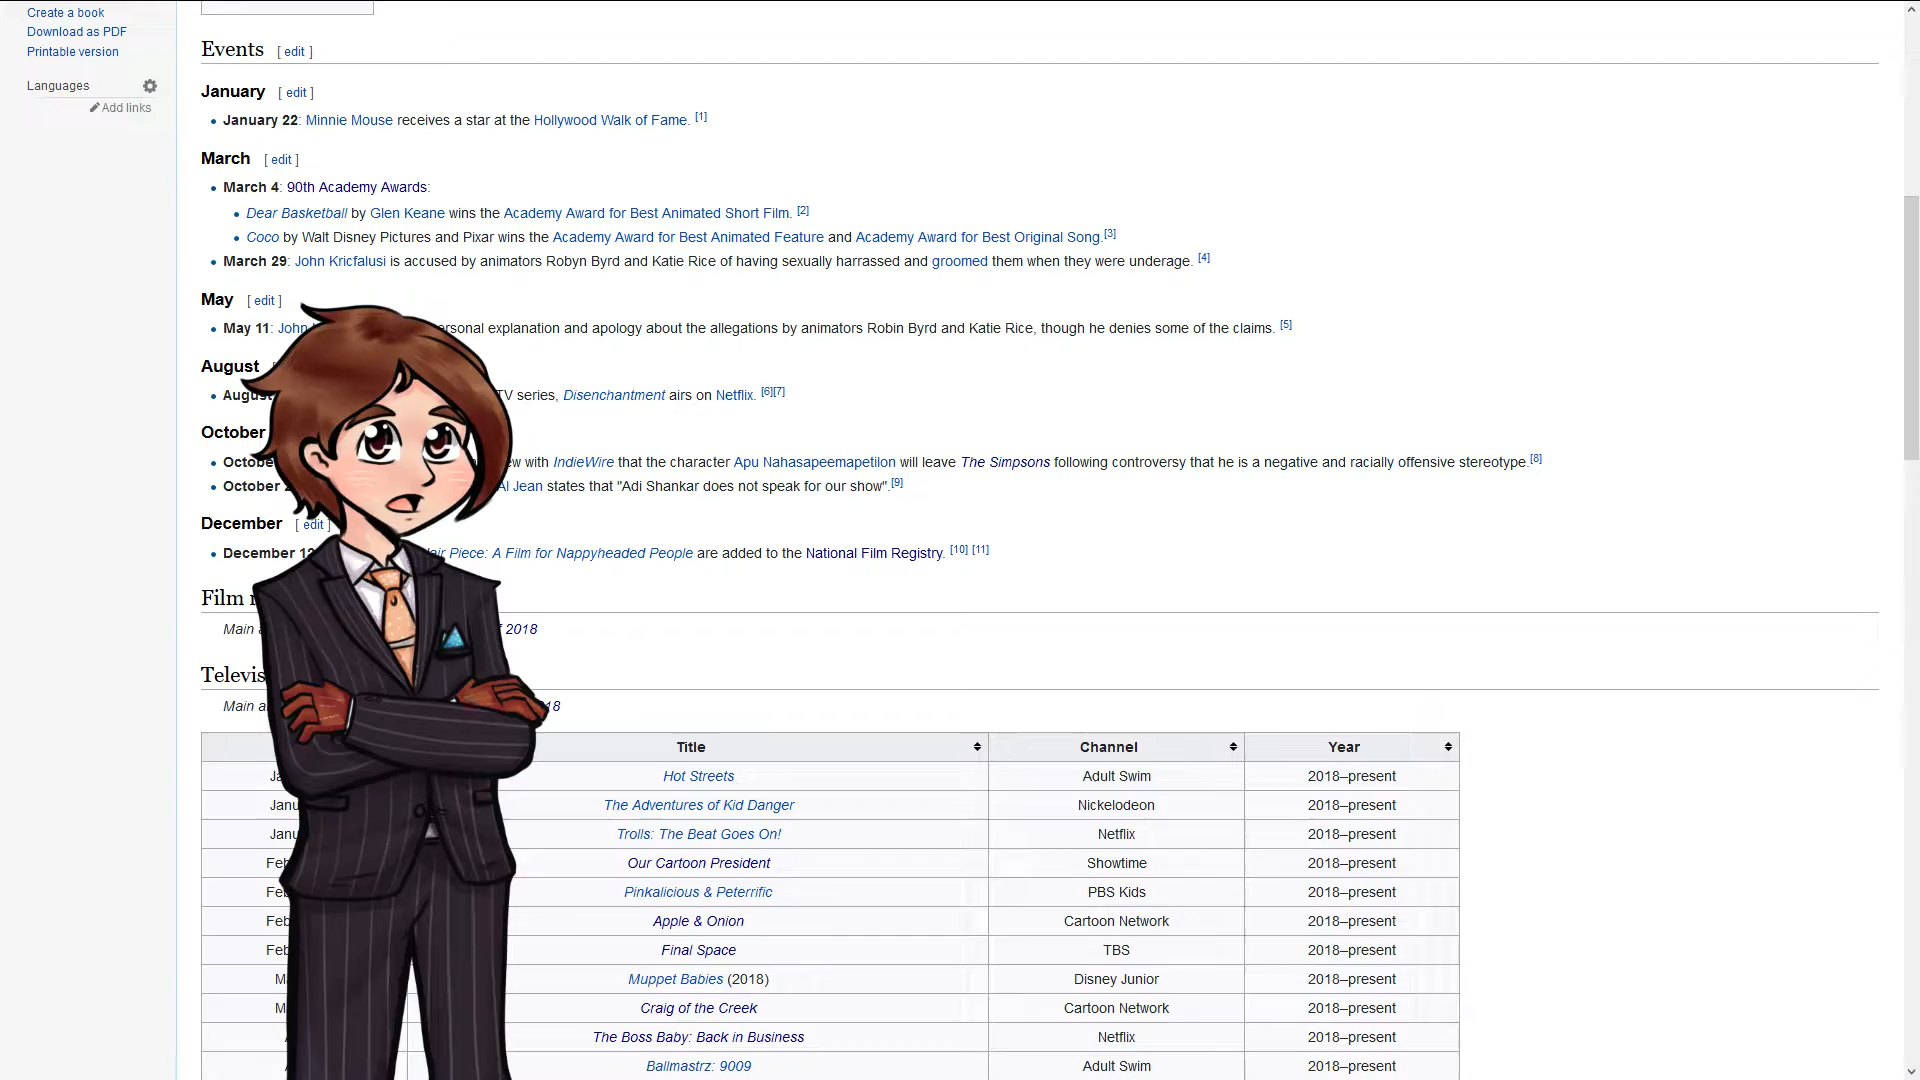 Create a book
Download as PDF
Printable version
Languages
Add links
Events [ edit ]
January [ edit ]
January 22: Minnie Mouse receives a star at the Hollywood Walk of Fame. [1]
March [ edit ]
March 4: 90th Academy Awards:
Dear Basketball by Glen Keane wins the Academy Award for Best Animated Short Film. [2]
Coco by Walt Disney Pictures and Pixar wins the Academy Award for Best Animated Feature and Academy Award for Best Original Song.[3]
March 29: John Kricfalusi is accused by animators Robyn Byrd and Katie Rice of having sexually harrassed and groomed them when they were underage. [4]
May [ edit ]
May 11: John explanation and apology about the allegations by animators Robin Byrd and Katie Rice, though he denies some of the claims. [5]
August
TV series, Disenchantment airs on Netflix. [6][7]
October
with IndieWire that the character Apu Nahasapeemapetilon will leave The Simpsons following controversy that he is a negative and racially offensive stereotype.[8]
October Al Jean states that "Adi Shankar does not speak for our show".[9]
December [ edit ]
December Piece: A Film for Nappyheaded People are added to the National Film Registry. [10] [11]
Film
Main of 2018
Main
Title Channel Year
Hot Streets Adult Swim 2018–present
The Adventures of Kid Danger Nickelodeon 2018–present
Trolls: The Beat Goes On! Netflix 2018–present
Our Cartoon President Showtime 2018–present
Pinkalicious & Peterrific PBS Kids 2018–present
Apple & Onion Cartoon Network 2018–present
Final Space TBS 2018–present
Muppet Babies (2018) Disney Junior 2018–present
Craig of the Creek Cartoon Network 2018–present
The Boss Baby: Back in Business Netflix 2018–present
Ballmastrz: 9009 Adult Swim 2018–present